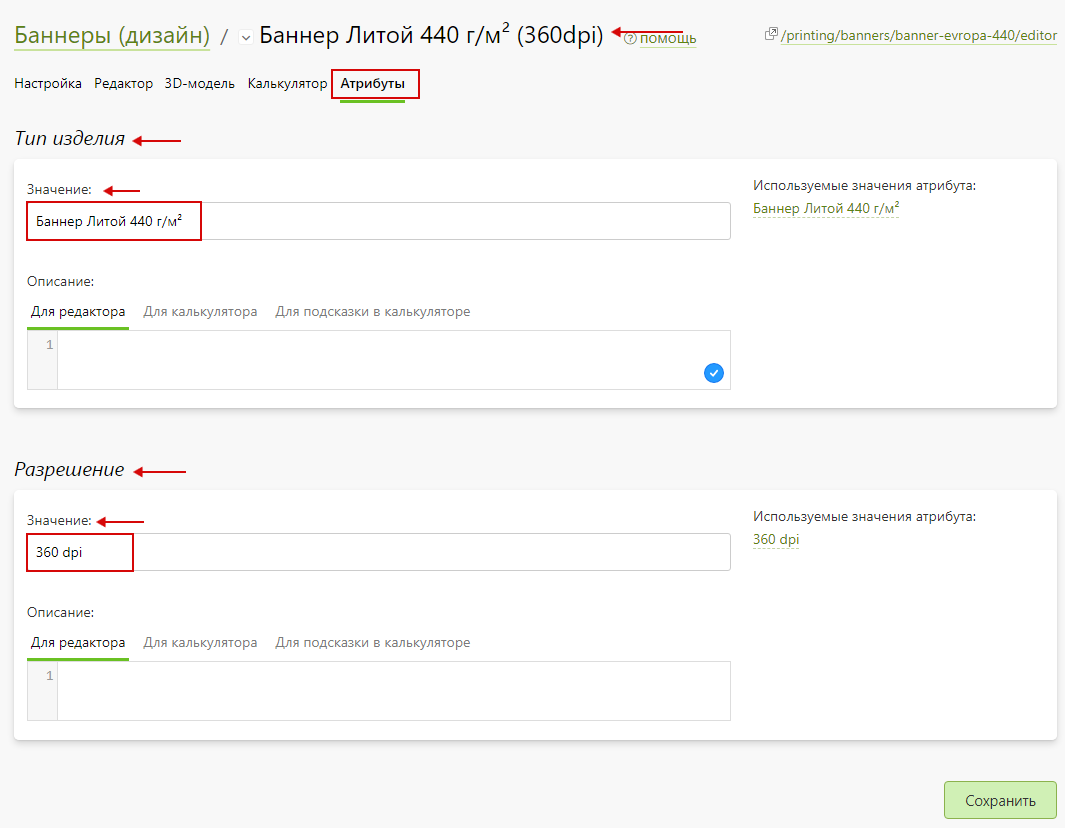 Баннеры (дизайн) / Баннер Литой 440 г/м² (360dpi) помощь /printing/banners/banner-evropa-440/editor
Настройка Редактор 3D-модель Калькулятор Атрибуты
Тип изделия
Значение:
Баннер Литой 440 г/м²
Используемые значения атрибута:
Баннер Литой 440 г/м²
Описание:
Для редактора Для калькулятора Для подсказки в калькуляторе
1
Разрешение
Значение:
360 dpi
Используемые значения атрибута:
360 dpi
Описание:
Для редактора Для калькулятора Для подсказки в калькуляторе
1
Сохранить